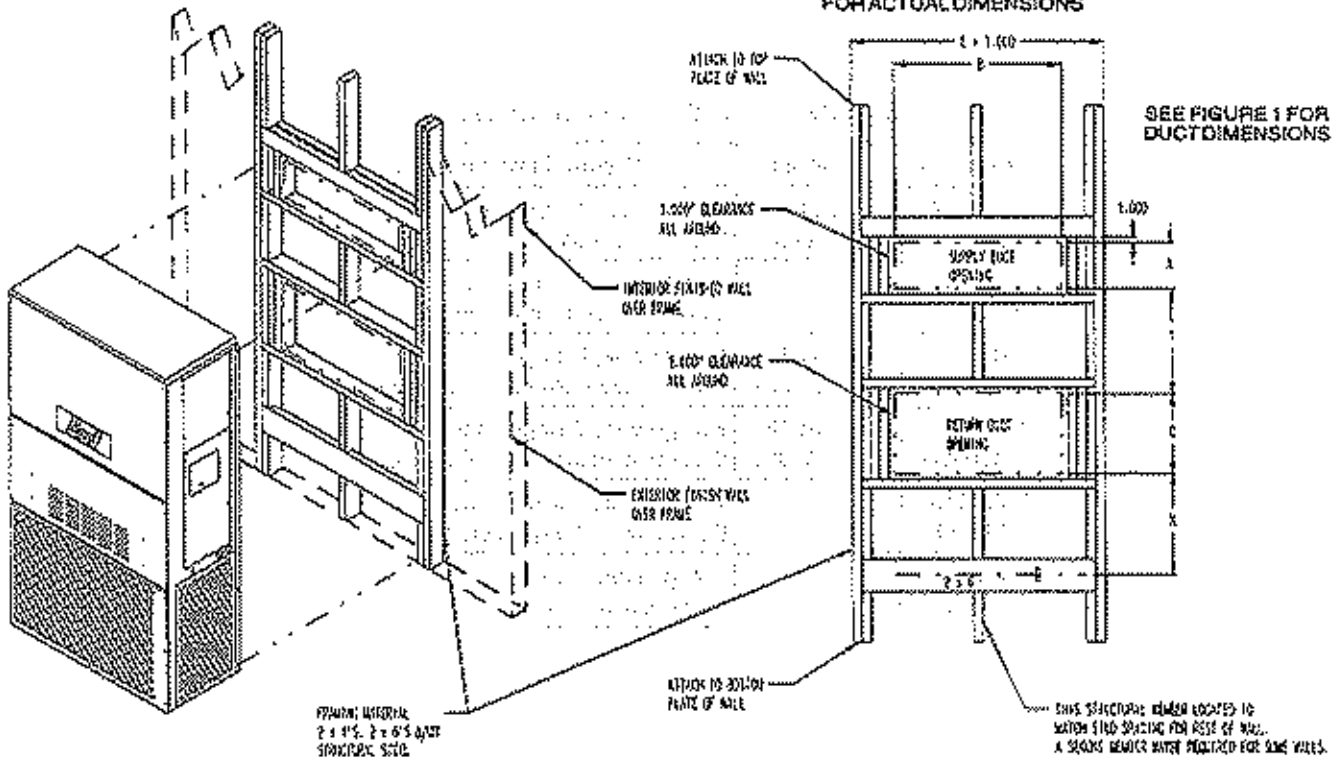 FOR ACTUAL DIMENSIONS
E + 1.000
B
ATTACH TO TOP
PLATE OF WALL
SEE FIGURE 1 FOR
DUCT DIMENSIONS
1.000
A
CLEARANCE
ALL AROUND
SUPPLY DUCT
OPENING
INTERIOR FINISHED WALL
OVER FRAME
CLEARANCE
ALL AROUND
RETURN DUCT
OPENING
C
EXTERIOR FINISH WALL
OVER FRAME
2 x 6
ATTACH TO BOTTOM
PLATE OF WALL
FRAMING MATERIAL
2 x 4'S, 2 x 6'S &/OR
STRUCTURAL STEEL
THIS STRUCTURAL MEMBER LOCATED TO
MATCH STUD SPACING FOR REST OF WALL.
A MEMBER REQUIRED FOR SOME WALLS.